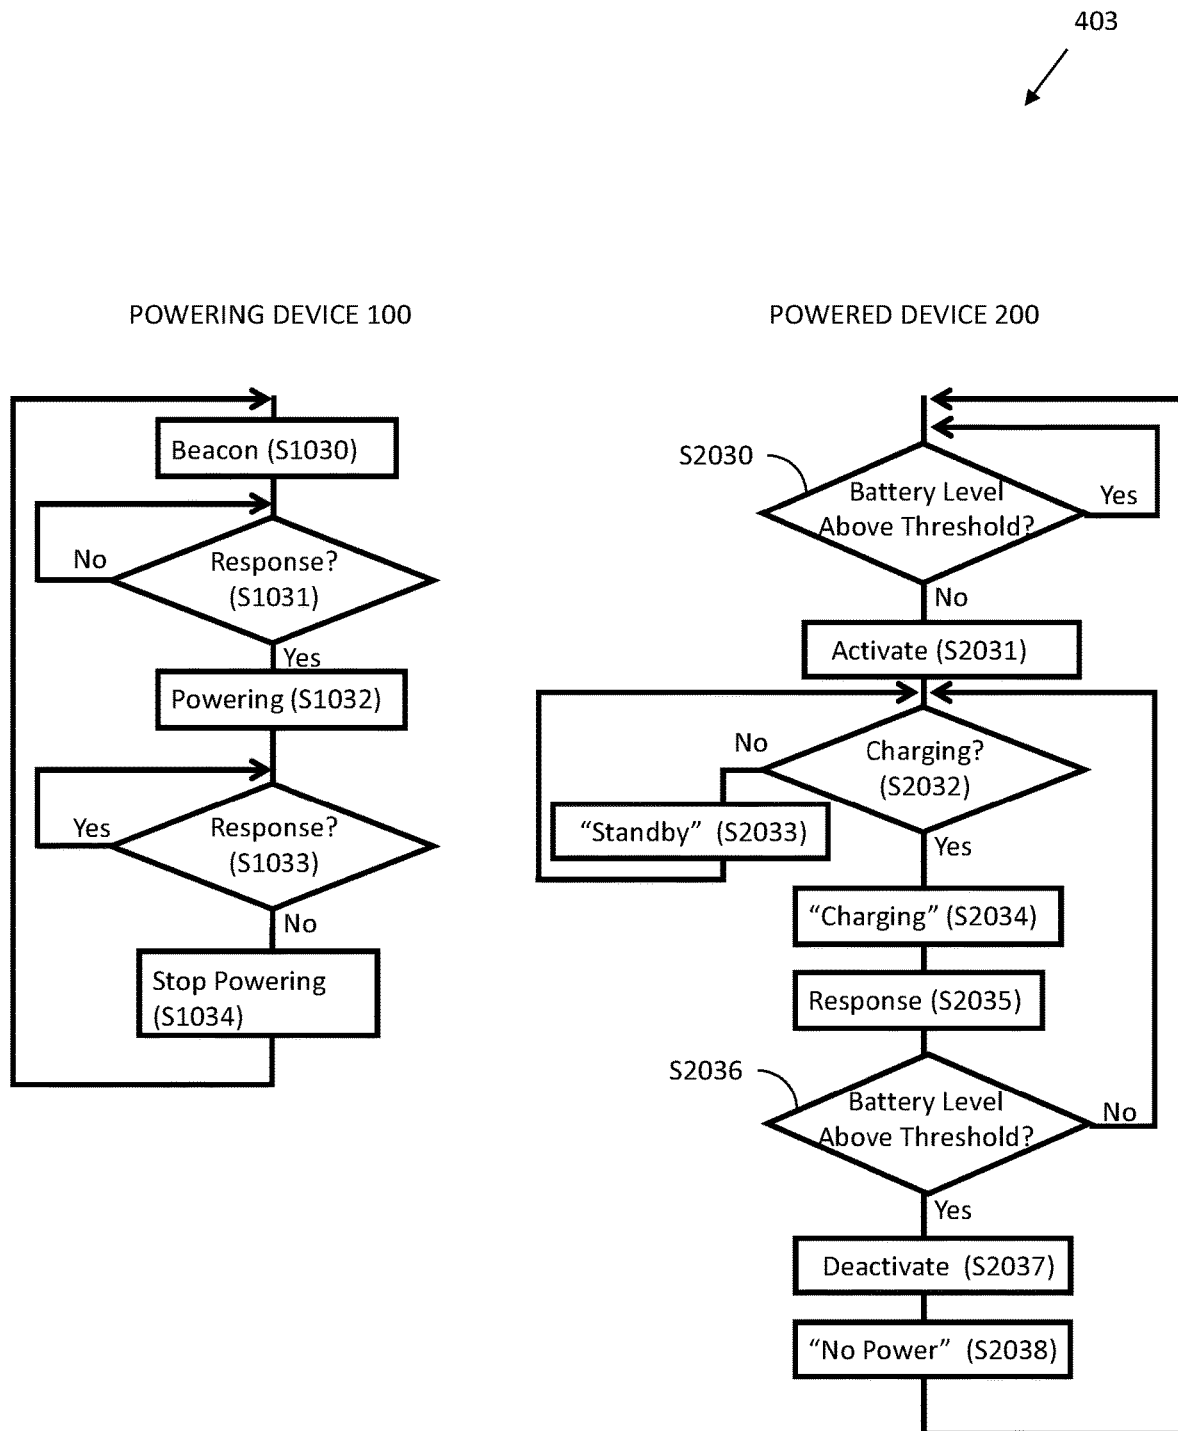 403
POWERING DEVICE 100
Beacon (S1030)
No
Response?
(S1031)
Yes
Powering (S1032)
Yes
Response?
(S1033)
No
Stop Powering
(S1034)
POWERED DEVICE 200
S2030
Battery Level
Above Threshold?
Yes
No
Activate (S2031)
No
Charging?
(S2032)
"Standby" (S2033)
Yes
“Charging” (S2034)
Response (S2035)
S2036
Battery Level
Above Threshold?
No
Yes
Deactivate (S2037)
“No Power” (S2038)